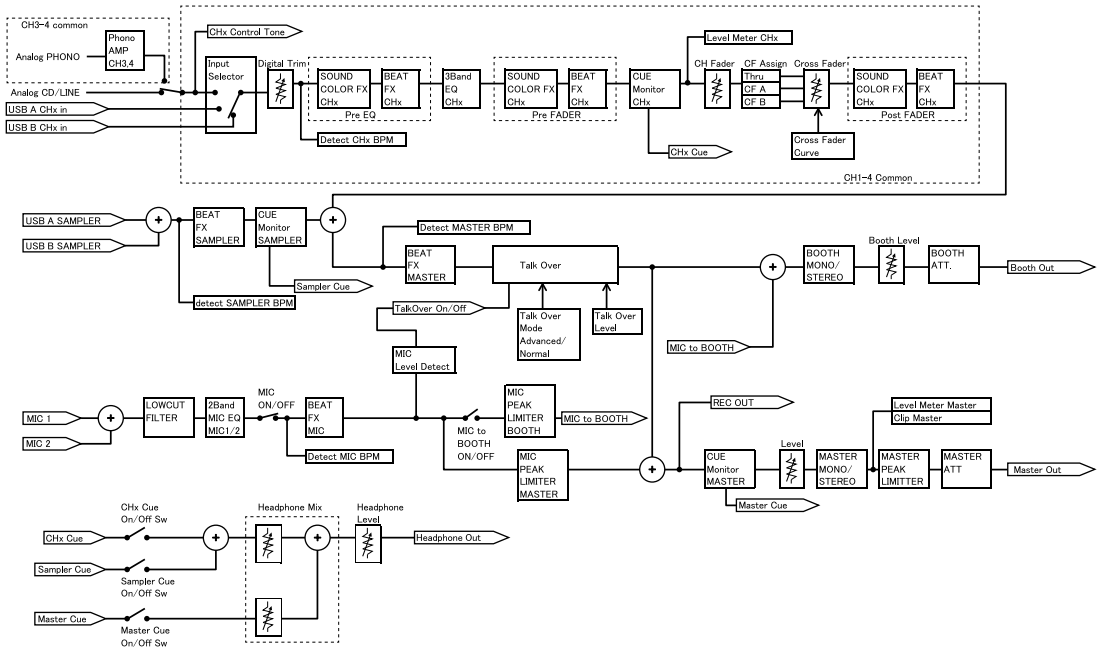 CH3-4 common
Analog PHONO
Phono
AMP
CH3,4
Analog CD/LINE
USB A CHx in
USB B CHx in
CHx Control Tone
Input
Selector
Digital Trim
SOUND
COLOR FX
CHx
BEAT
FX
CHx
Pre EQ
Detect CHx BPM
3Band
EQ
CHx
SOUND
COLOR FX
CHx
BEAT
FX
CHx
Pre FADER
CUE
Monitor
CHx
Level Meter CHx
CHx Cue
CH Fader
CF Assign
Thru
CF A
CF B
Cross Fader
Cross Fader
Curve
SOUND
COLOR FX
CHx
BEAT
FX
CHx
Post FADER
CH1-4 Common
USB A SAMPLER
USB B SAMPLER
BEAT
FX
SAMPLER
CUE
Monitor
SAMPLER
detect SAMPLER BPM
Sampler Cue
Detect MASTER BPM
BEAT
FX
MASTER
Talk Over
TalkOver On/Off
Talk Over
Mode
Advanced/
Normal
Talk Over
Level
MIC
Level Detect
MIC to BOOTH
BOOTH
MONO/
STEREO
Booth Level
BOOTH
ATT.
Booth Out
MIC 1
MIC 2
LOWCUT
FILTER
2Band
MIC EQ
MIC1/2
MIC
ON/OFF
BEAT
FX
MIC
Detect MIC BPM
MIC to
BOOTH
ON/OFF
MIC
PEAK
LIMITER
BOOTH
MIC to BOOTH
MIC
PEAK
LIMITER
MASTER
REC OUT
CUE
Monitor
MASTER
Master Cue
Level
MASTER
MONO/
STEREO
Level Meter Master
Clip Master
MASTER
PEAK
LIMITTER
MASTER
ATT
Master Out
CHx Cue
On/Off Sw
CHx Cue
Sampler Cue
Sampler Cue
On/Off Sw
Master Cue
Master Cue
On/Off Sw
Headphone Mix
Headphone
Level
Headphone Out